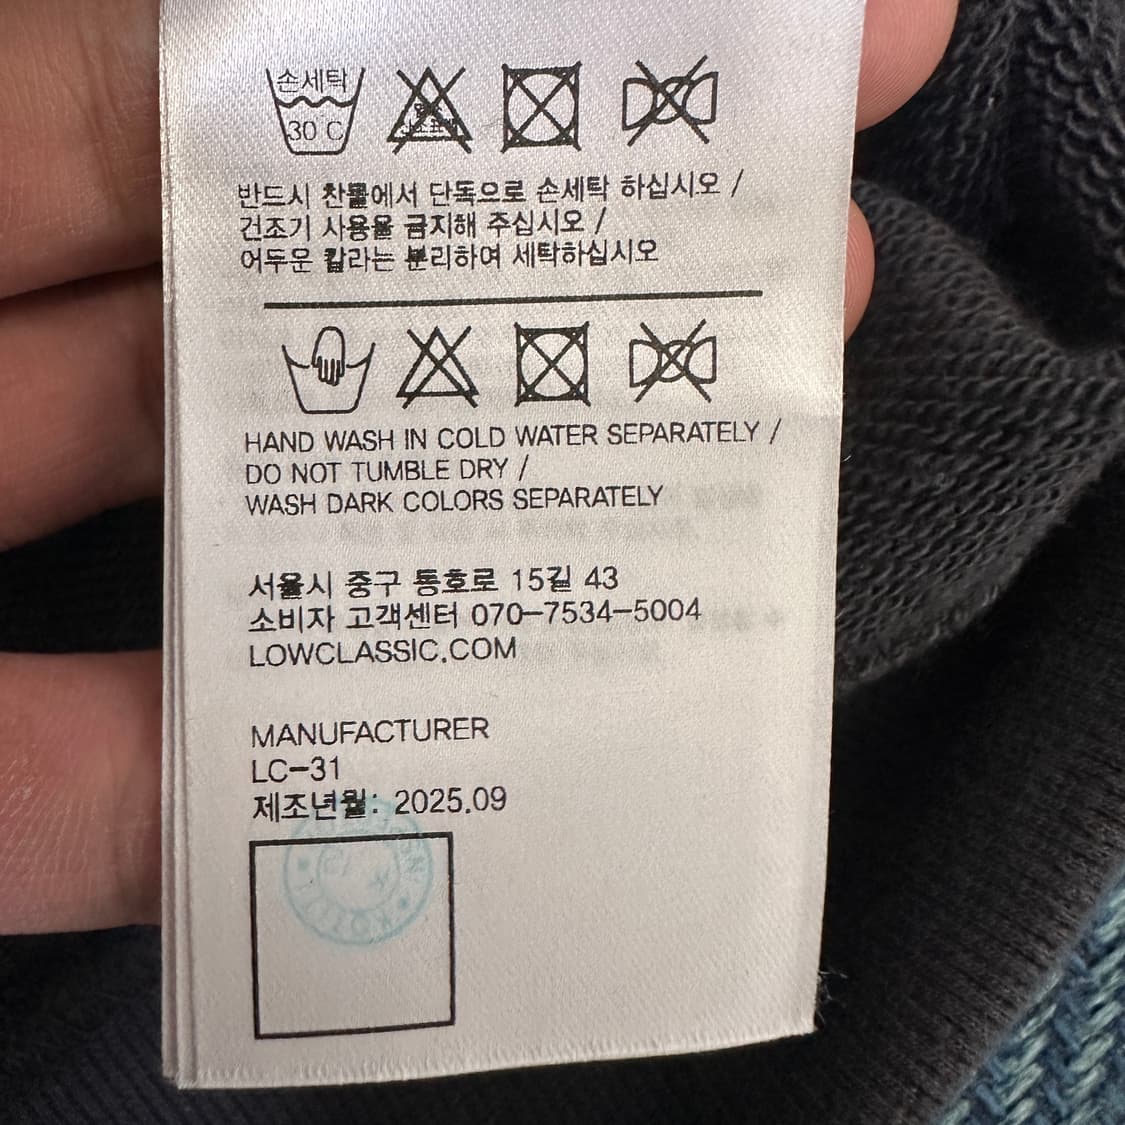 손세탁
30 C
반드시 찬물에서 단독으로 손세탁 하십시오 /
건조기 사용을 금지해 주십시오 /
어두운 칼라는 분리하여 세탁하십시오
HAND WASH IN COLD WATER SEPARATELY /
DO NOT TUMBLE DRY /
WASH DARK COLORS SEPARATELY
서울시 중구 퉁호로 15길 43
소비자 고객센터 070-7534-5004
LOWCLASSIC.COM
MANUFACTURER
LC-31
제조년월: 2025.09